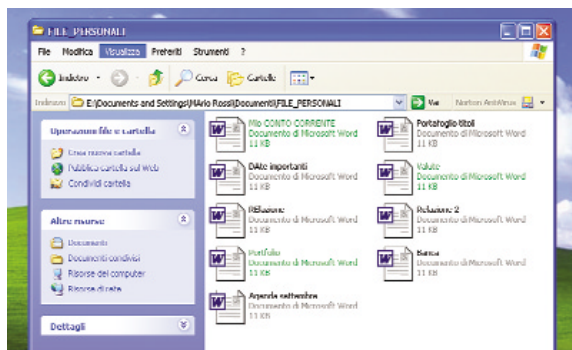 FILE_PERSONALI
File Modifica Visualizza Preferiti Strumenti ?
Indietro Cerca Cartelle
Indirizzo E:\Documents and Settings\MArio Rossi\Documenti\FILE_PERSONALI Vai Norton AntiVirus
Operazioni file e cartella
Crea nuova cartella
Pubblica cartella sul Web
Condividi cartella
Altre risorse
Documenti
Documenti condivisi
Risorse del computer
Risorse di rete
Dettagli
Mio CONTO CORRENTE
Documento di Microsoft Word
11 KB
Portafoglio titoli
Documento di Microsoft Word
11 KB
DAte importanti
Documento di Microsoft Word
11 KB
Valute
Documento di Microsoft Word
11 KB
RElazione
Documento di Microsoft Word
11 KB
Relazione 2
Documento di Microsoft Word
11 KB
Portfolio
Documento di Microsoft Word
11 KB
Banca
Documento di Microsoft Word
11 KB
Agenda settembre
Documento di Microsoft Word
11 KB